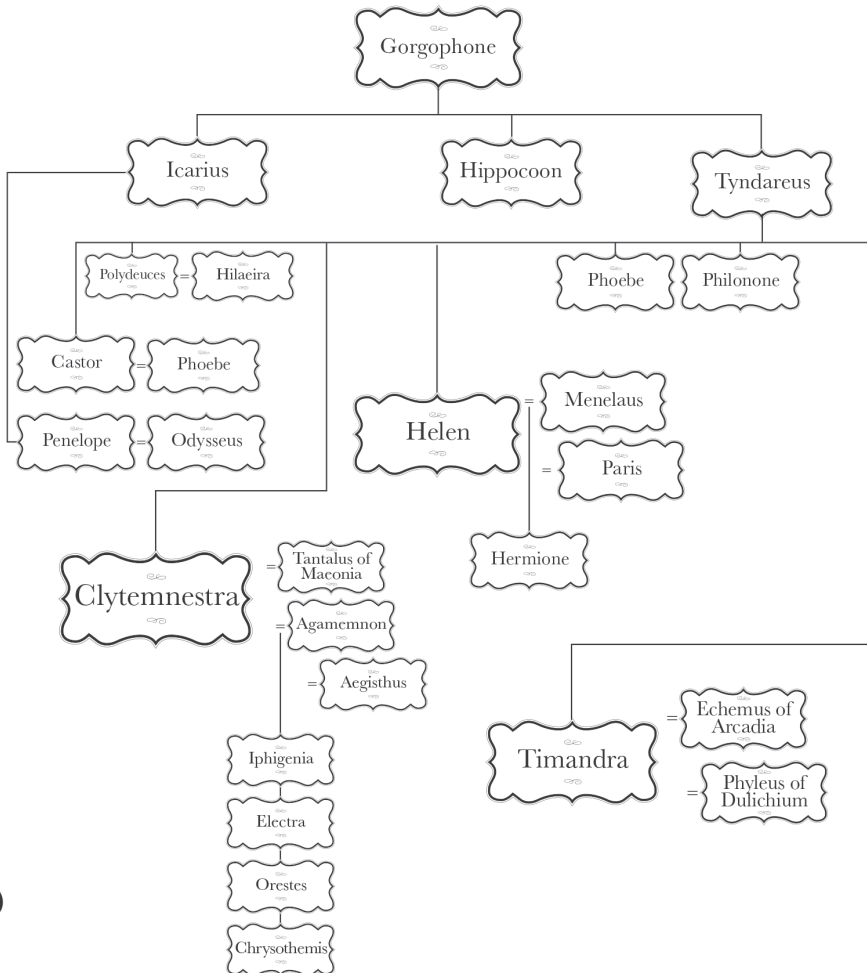 Gorgophone
Icarius
Hippocoon
Tyndareus
Polydeuces
=
Hilaeira
Phoebe
Philonone
Castor
=
Phoebe
Penelope
=
Odysseus
Helen
=
Menelaus
=
Paris
Hermione
Clytemnestra
=
Tantalus of
Maconia
=
Agamemnon
=
Aegisthus
Timandra
=
Echemus of
Arcadia
=
Phyleus of
Dulichium
Iphigenia
Electra
Orestes
Chrysothemis